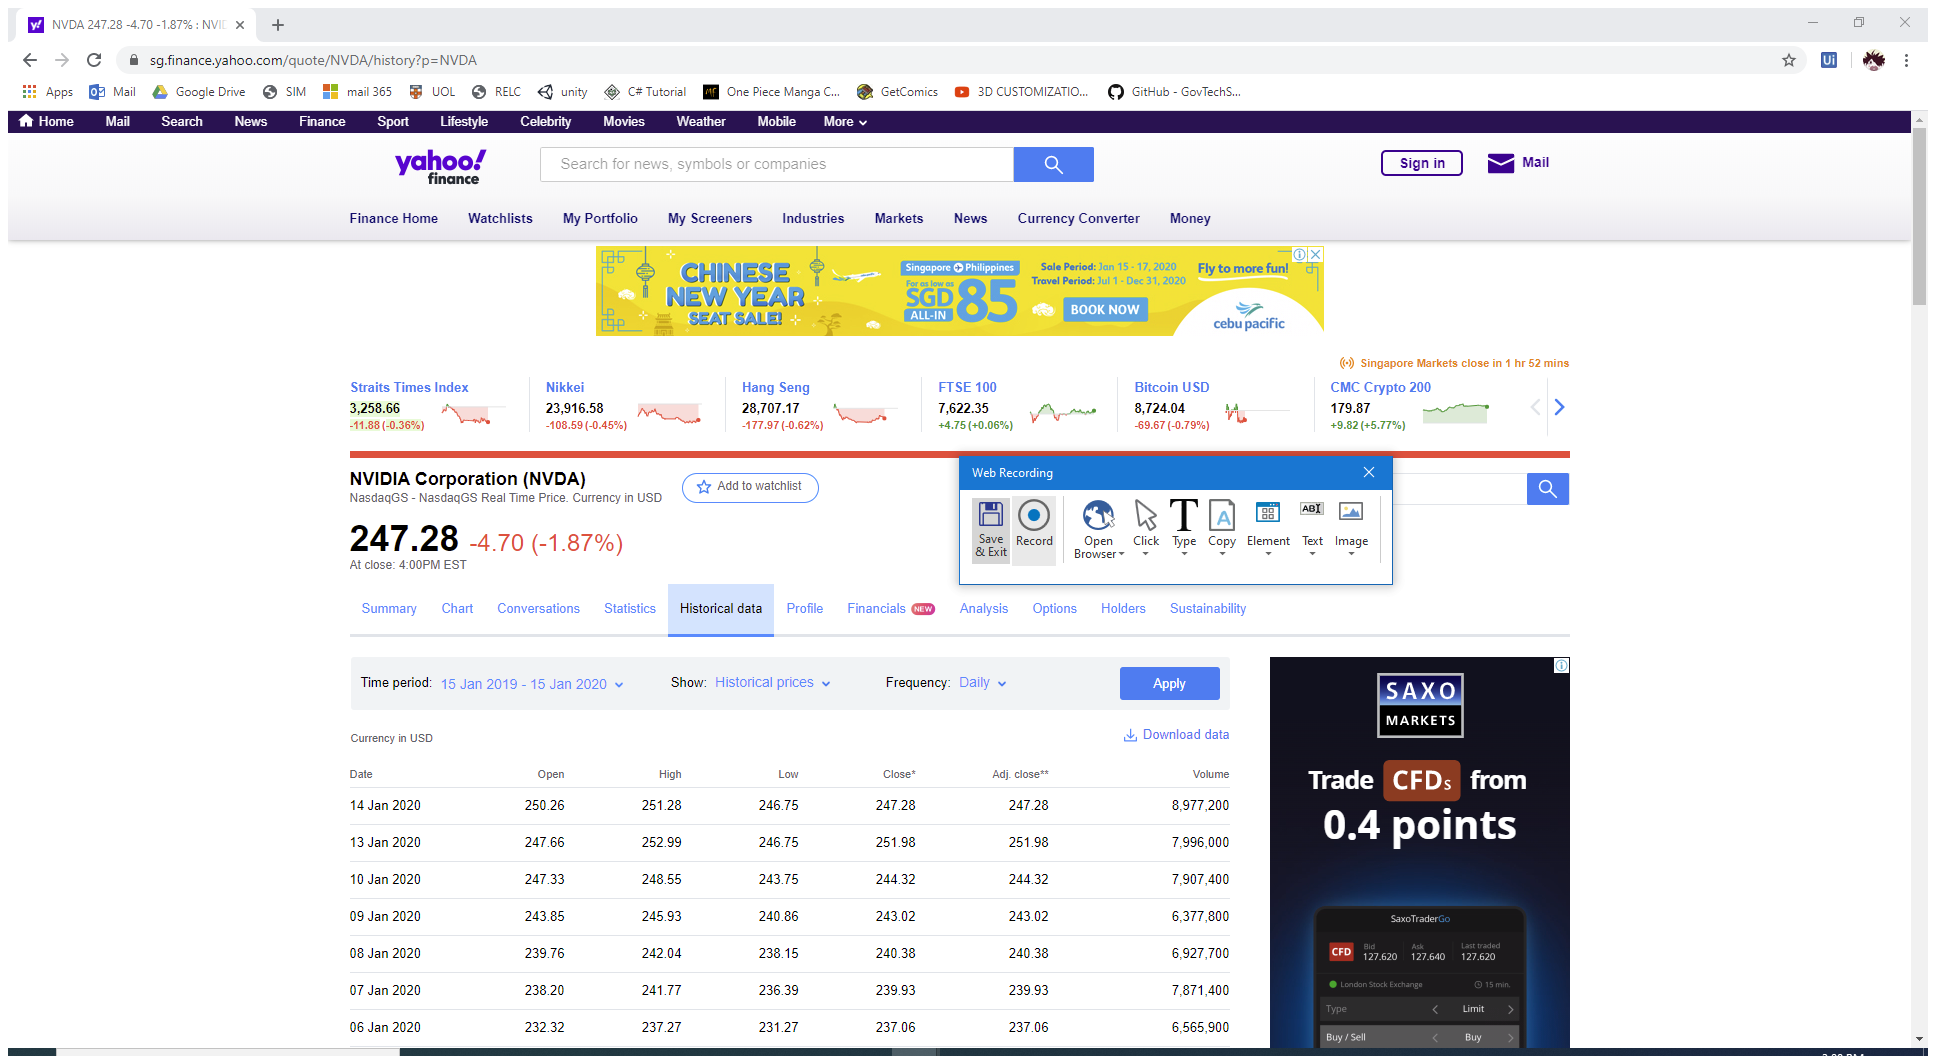 NVDA 247.28 -4.70 -1.87% : NVI
sg.finance.yahoo.com/quote/NVDA/history?p=NVDA
Apps Mail Google Drive SIM mail 365 UOL RELC unity C# Tutorial One Piece Manga C... GetComics 3D CUSTOMIZATIO... GitHub - GovTechS...
Home Mail Search News Finance Sport Lifestyle Celebrity Movies Weather Mobile More
yahoo!
finance
Search for news, symbols or companies
Sign in Mail
Finance Home Watchlists My Portfolio My Screeners Industries Markets News Currency Converter Money
CHINESE
NEW YEAR
SEAT SALE!
Singapore Philippines
For as low as
SGD 85
ALL-IN
Sale Period: Jan 15 - 17, 2020
Travel Period: Jul 1 - Dec 31, 2020
BOOK NOW
Fly to more fun!
cebu pacific
Singapore Markets close in 1 hr 52 mins
Straits Times Index
3,258.66
-11.88 (-0.36%)
Nikkei
23,916.58
-108.59 (-0.45%)
Hang Seng
28,707.17
-177.97 (-0.62%)
FTSE 100
7,622.35
+4.75 (+0.06%)
Bitcoin USD
8,724.04
-69.67 (-0.79%)
CMC Crypto 200
179.87
+9.82 (+5.77%)
NVIDIA Corporation (NVDA)
NasdaqGS - NasdaqGS Real Time Price. Currency in USD
Add to watchlist
247.28 -4.70 (-1.87%)
At close: 4:00PM EST
Web Recording
Save & Exit
Record
Open Browser
Click
Type
Copy
Element
ABI
Text
Image
Summary Chart Conversations Statistics Historical data Profile Financials NEW Analysis Options Holders Sustainability
Time period: 15 Jan 2019 - 15 Jan 2020 Show: Historical prices Frequency: Daily Apply
Currency in USD Download data
Date Open High Low Close* Adj. close** Volume
14 Jan 2020 250.26 251.28 246.75 247.28 247.28 8,977,200
13 Jan 2020 247.66 252.99 246.75 251.98 251.98 7,996,000
10 Jan 2020 247.33 248.55 243.75 244.32 244.32 7,907,400
09 Jan 2020 243.85 245.93 240.86 243.02 243.02 6,377,800
08 Jan 2020 239.76 242.04 238.15 240.38 240.38 6,927,700
07 Jan 2020 238.20 241.77 236.39 239.93 239.93 7,871,400
06 Jan 2020 232.32 237.27 231.27 237.06 237.06 6,565,900
SAXO
MARKETS
Trade CFDs from
0.4 points
SaxoTraderGo
CFD
Bid Ask Last traded
127.620 127.640 127.620
London Stock Exchange 15 min.
Type Limit
Buy / Sell Buy